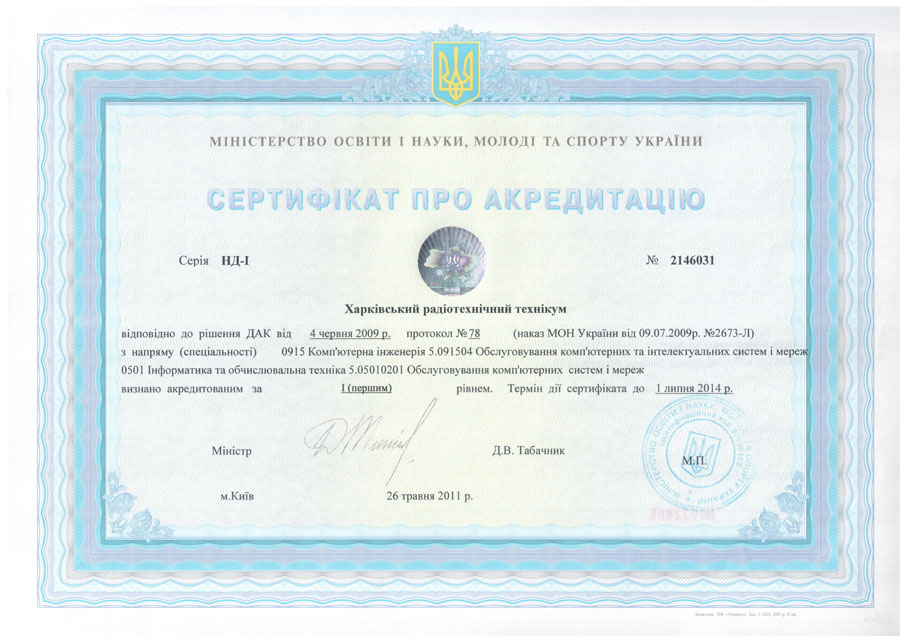 МІНІСТЕРСТВО ОСВІТИ І НАУКИ, МОЛОДІ ТА СПОРТУ УКРАЇНИ
СЕРТИФІКАТ ПРО АКРЕДИТАЦІЮ
Серія НД-І № 2146031
Харківський радіотехнічний технікум
відповідно до рішення ДАК від 4 червня 2009 р. протокол №78 (наказ МОН України від 09.07.2009р. №2673-Л)
з напряму (спеціальності) 0915 Комп'ютерна інженерія 5.091504 Обслуговування комп'ютерних та інтелектуальних систем і мереж
0501 Інформатика та обчислювальна техніка 5.05010201 Обслуговування комп'ютерних систем і мереж
визнано акредитованим за І (першим) рівнем. Термін дії сертифіката до 1 липня 2014 р.
Міністр Д.В. Табачник
М.П.
м.Київ 26 травня 2011 р.